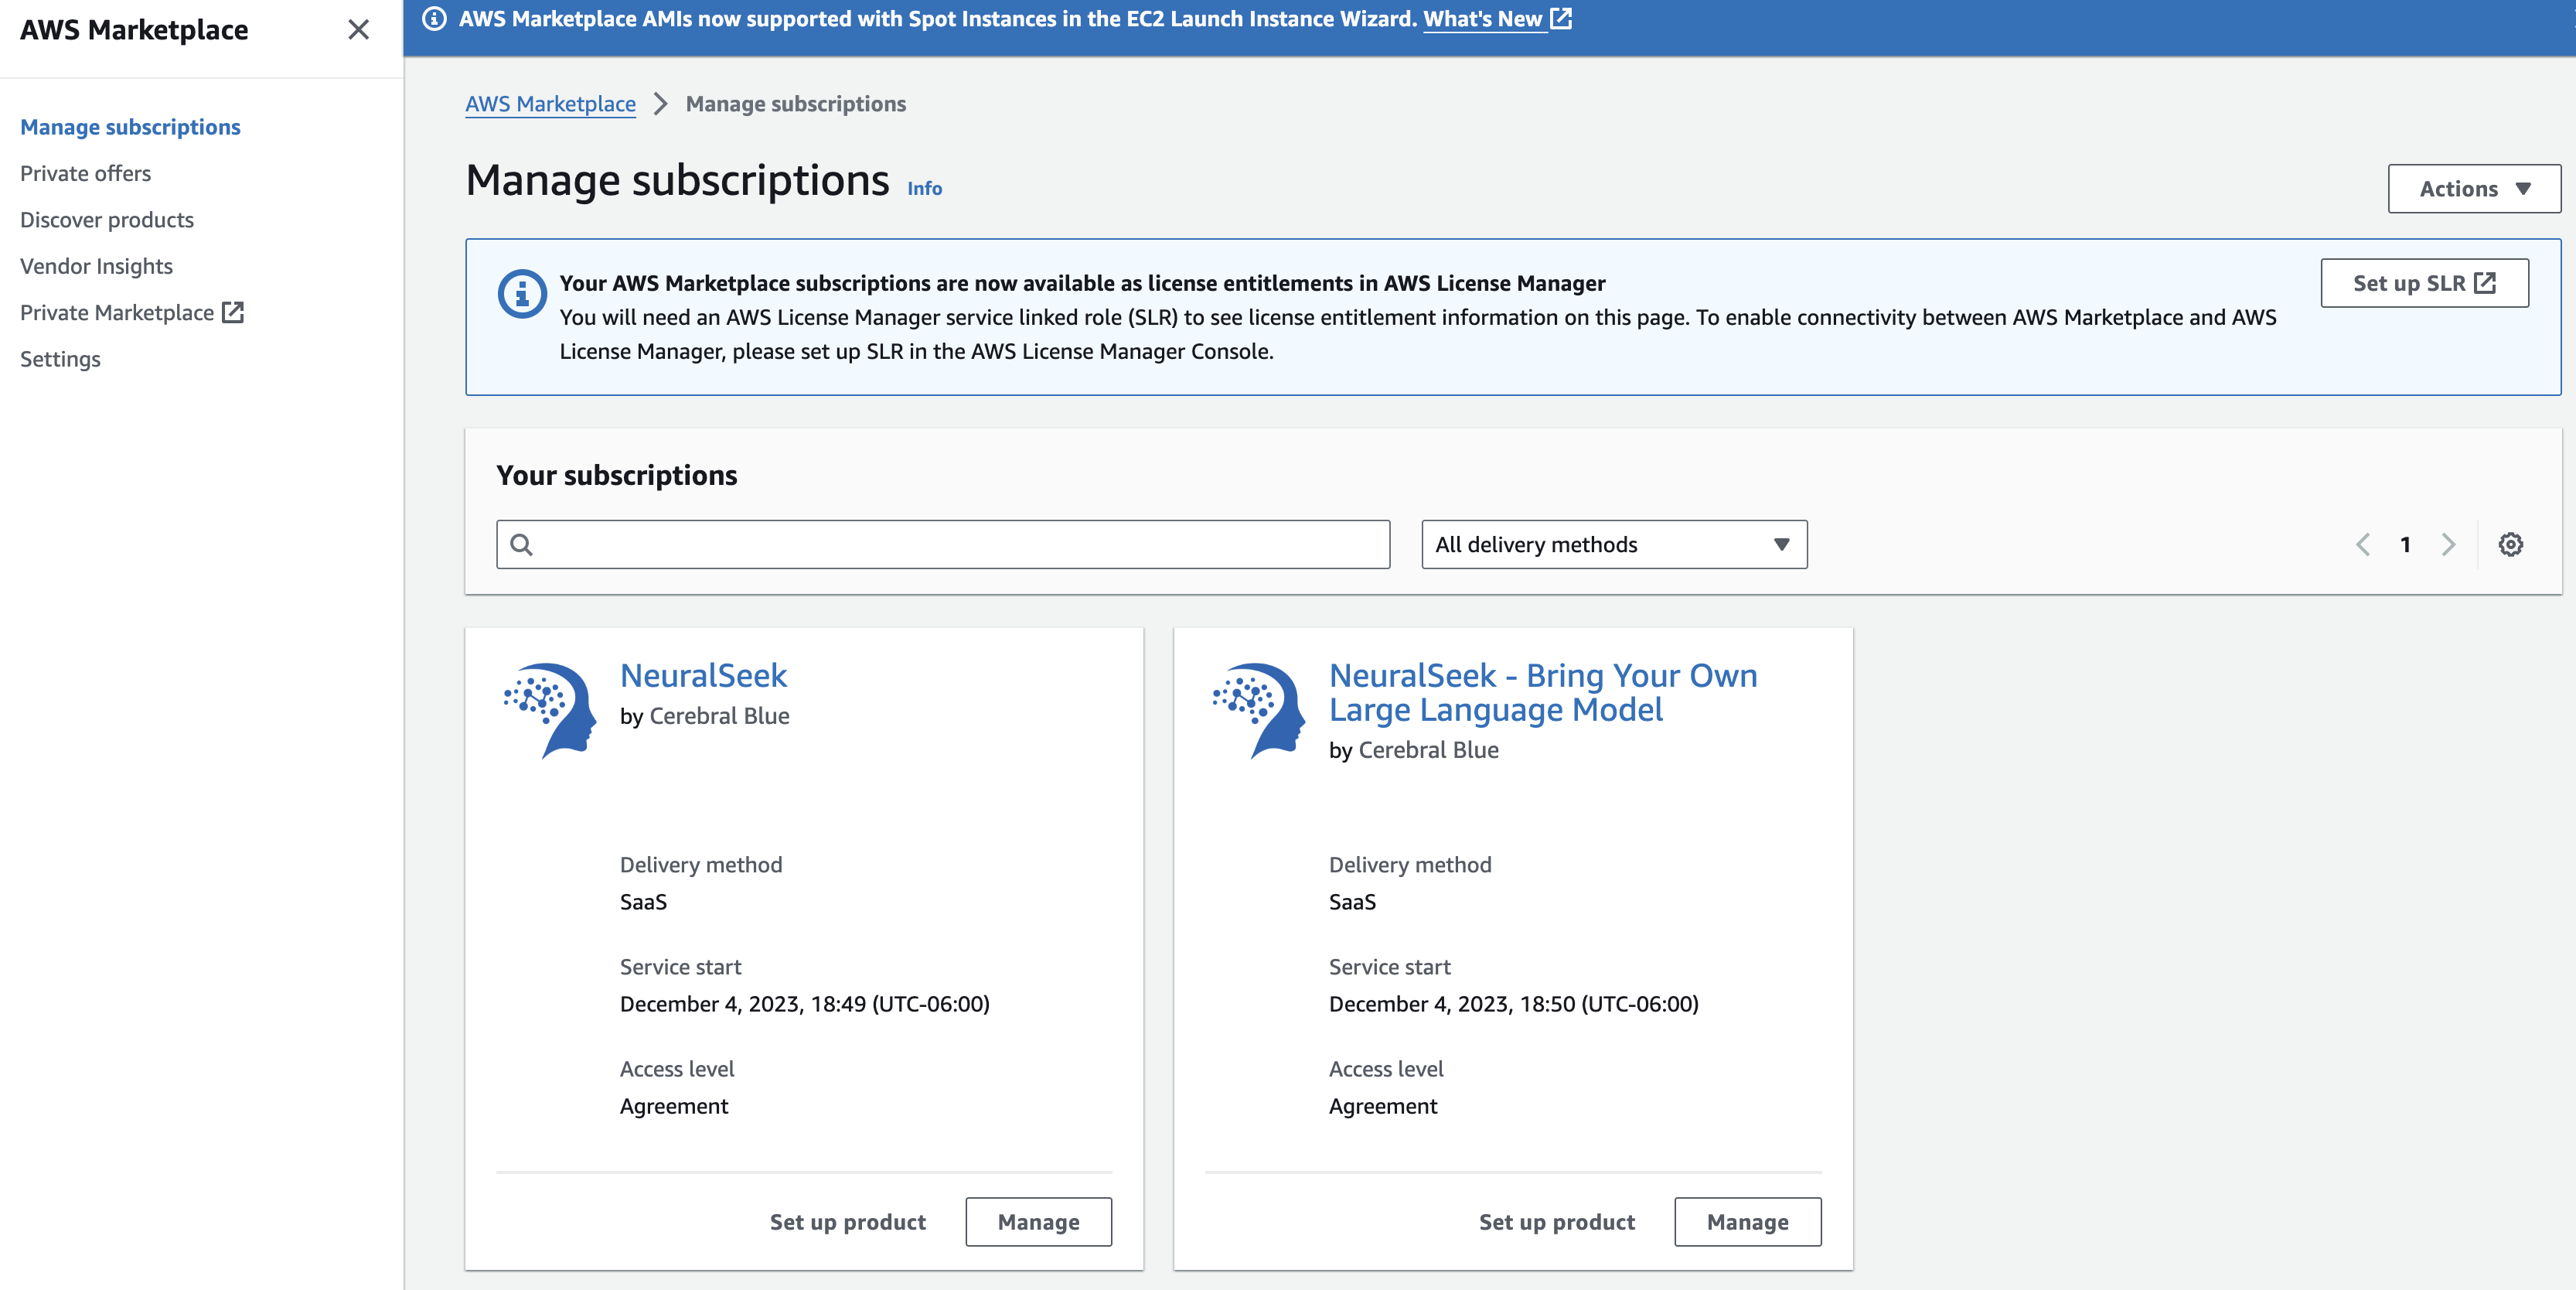 AWS Marketplace
Manage subscriptions
Private offers
Discover products
Vendor Insights
Private Marketplace
Settings
AWS Marketplace AMIs now supported with Spot Instances in the EC2 Launch Instance Wizard. What's New
AWS Marketplace > Manage subscriptions
Manage subscriptions Info
Actions
Your AWS Marketplace subscriptions are now available as license entitlements in AWS License Manager
You will need an AWS License Manager service linked role (SLR) to see license entitlement information on this page. To enable connectivity between AWS Marketplace and AWS
License Manager, please set up SLR in the AWS License Manager Console.
Set up SLR
Your subscriptions
All delivery methods
1
NeuralSeek
by Cerebral Blue
Delivery method
SaaS
Service start
December 4, 2023, 18:49 (UTC-06:00)
Access level
Agreement
Set up product
Manage
NeuralSeek - Bring Your Own
Large Language Model
by Cerebral Blue
Delivery method
SaaS
Service start
December 4, 2023, 18:50 (UTC-06:00)
Access level
Agreement
Set up product
Manage